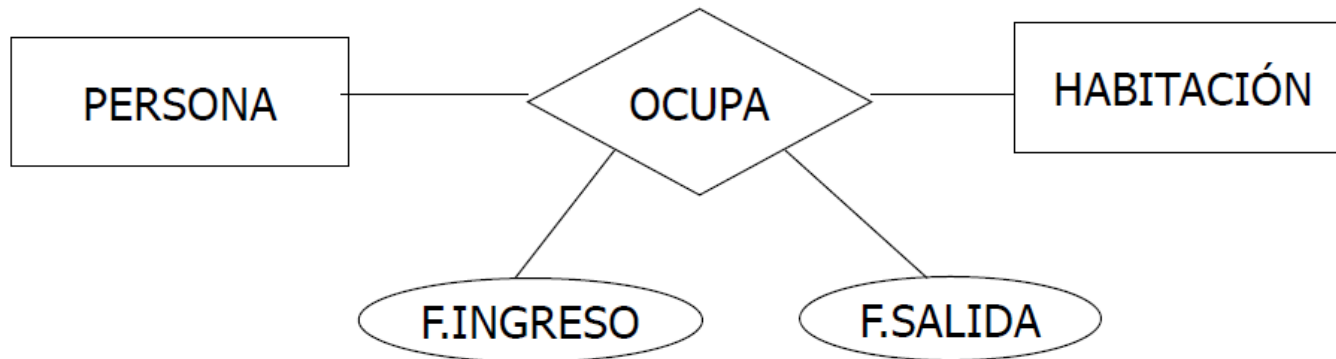 PERSONA
OCUPA
HABITACIÓN
F.INGRESO
F.SALIDA